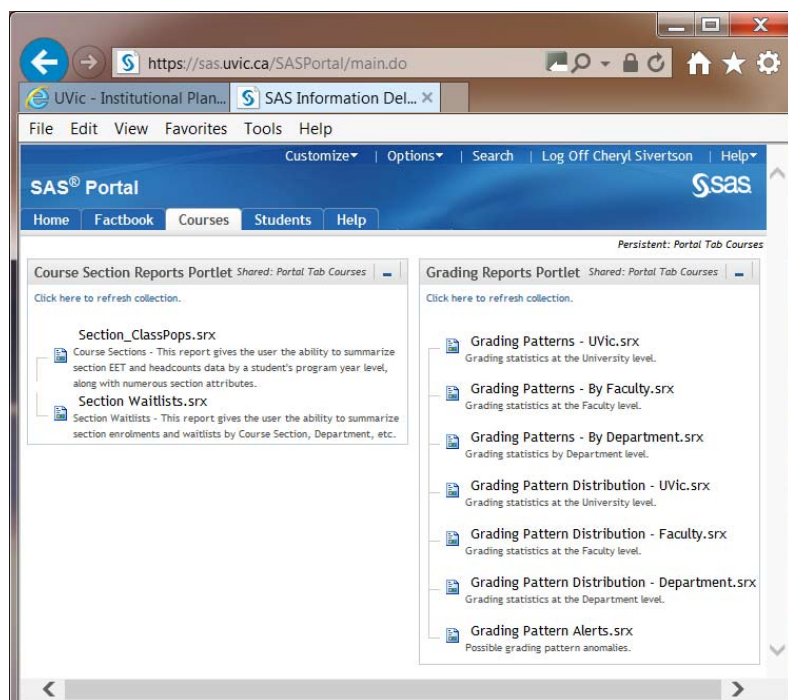 X
S https://sas.uvic.ca/SASPortal/main.do
UVic - Institutional Plan... SAS Information Del... ×
File Edit View Favorites Tools Help
Customize | Options | Search | Log Off Cheryl Sivertson | Help
SAS® Portal
sas
Home Factbook Courses Students Help
Persistent: Portal Tab Courses
Course Section Reports Portlet Shared: Portal Tab Courses
Click here to refresh collection.
Section_ClassPops.srx
Course Sections - This report gives the user the ability to summarize
section EET and headcounts data by a student's program year level,
along with numerous section attributes.
Section Waitlists.srx
Section Waitlists - This report gives the user the ability to summarize
section enrolments and waitlists by Course Section, Department, etc.
Grading Reports Portlet Shared: Portal Tab Courses
Click here to refresh collection.
Grading Patterns - UVic.srx
Grading statistics at the University level.
Grading Patterns - By Faculty.srx
Grading statistics at the Faculty level.
Grading Patterns - By Department.srx
Grading statistics by Department level.
Grading Pattern Distribution - UVic.srx
Grading statistics at the University level.
Grading Pattern Distribution - Faculty.srx
Grading statistics at the Faculty level.
Grading Pattern Distribution - Department.srx
Grading statistics at the Department level.
Grading Pattern Alerts.srx
Possible grading pattern anomalies.